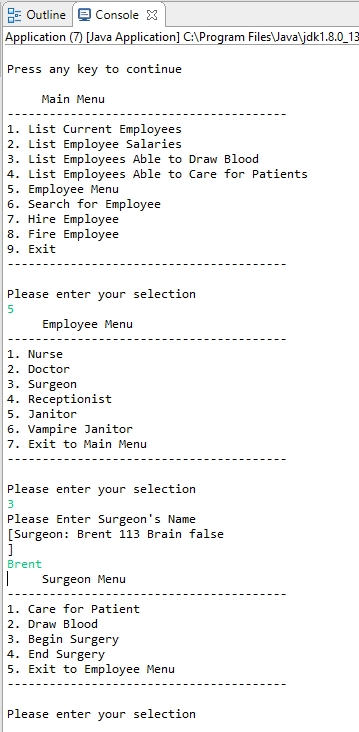 Outline Console
Application (7) [Java Application] C:\Program Files\Java\jdk1.8.0_13
Press any key to continue
Main Menu
----------------------------------------
1. List Current Employees
2. List Employee Salaries
3. List Employees Able to Draw Blood
4. List Employees Able to Care for Patients
5. Employee Menu
6. Search for Employee
7. Hire Employee
8. Fire Employee
9. Exit
----------------------------------------
Please enter your selection
5
Employee Menu
----------------------------------------
1. Nurse
2. Doctor
3. Surgeon
4. Receptionist
5. Janitor
6. Vampire Janitor
7. Exit to Main Menu
----------------------------------------
Please enter your selection
3
Please Enter Surgeon's Name
[Surgeon: Brent 113 Brain false
]
Brent
Surgeon Menu
----------------------------------------
1. Care for Patient
2. Draw Blood
3. Begin Surgery
4. End Surgery
5. Exit to Employee Menu
----------------------------------------
Please enter your selection